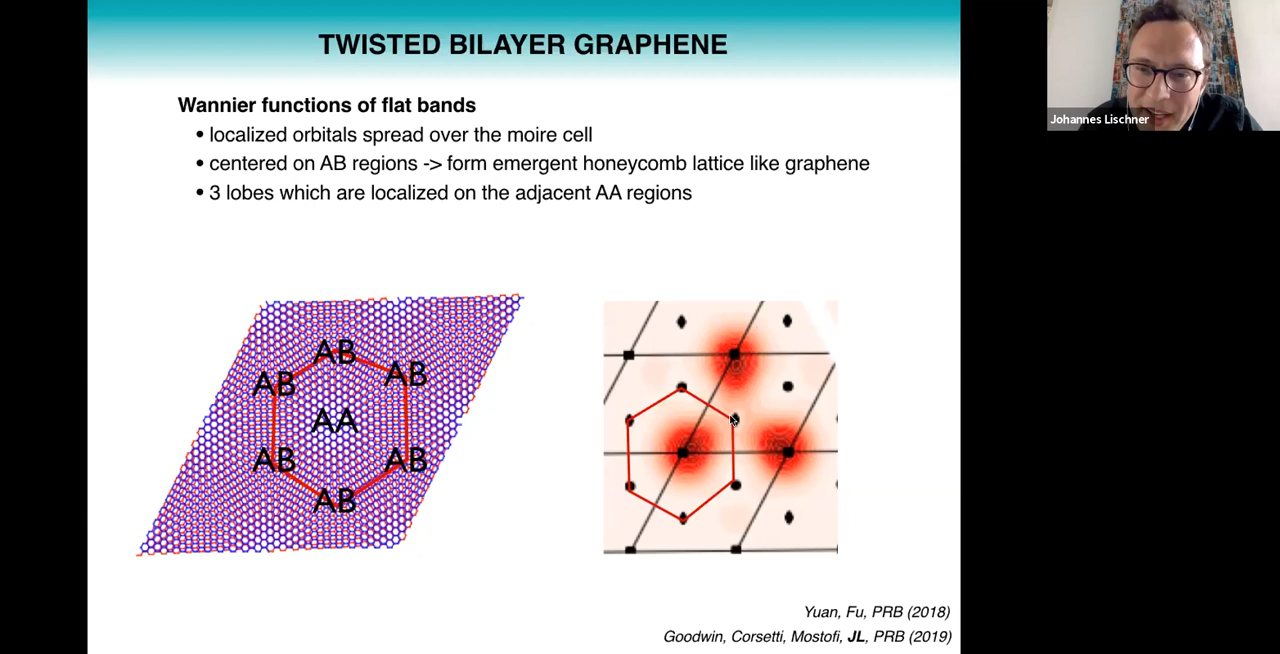 TWISTED BILAYER GRAPHENE
Johannes Lischner
Wannier functions of flat bands
• localized orbitals spread over the moire cell
• centered on AB regions -> form emergent honeycomb lattice like graphene
• 3 lobes which are localized on the adjacent AA regions
AB
AB
AB
AA
AB
AB
AB
Yuan, Fu, PRB (2018)
Goodwin, Corsetti, Mostofi, JL, PRB (2019)